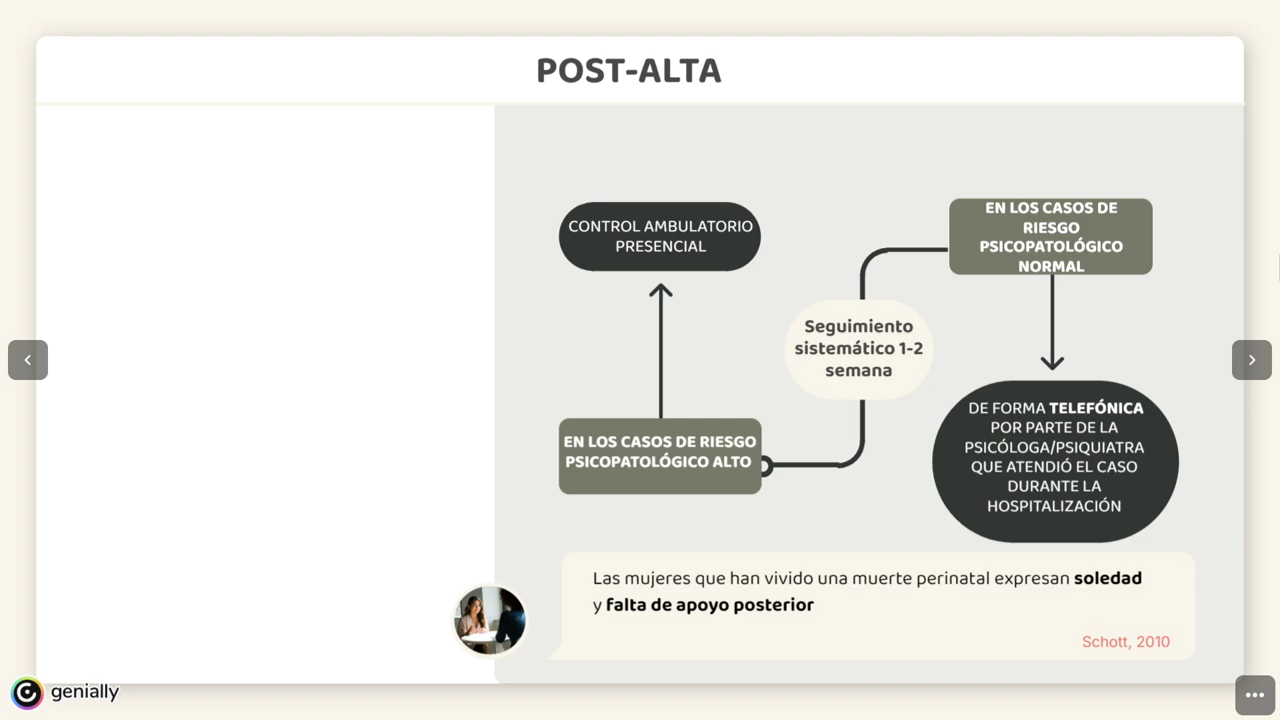 POST-ALTA
CONTROL AMBULATORIO
PRESENCIAL
EN LOS CASOS DE RIESGO
PSICOPATOLÓGICO ALTO
Seguimiento
sistemático 1-2
semana
EN LOS CASOS DE
RIESGO
PSICOPATOLÓGICO
NORMAL
DE FORMA TELEFÓNICA
POR PARTE DE LA
PSICÓLOGA/PSIQUIATRA
QUE ATENDIÓ EL CASO
DURANTE LA
HOSPITALIZACIÓN
Las mujeres que han vivido una muerte perinatal expresan soledad
y falta de apoyo posterior
Schott, 2010
genially